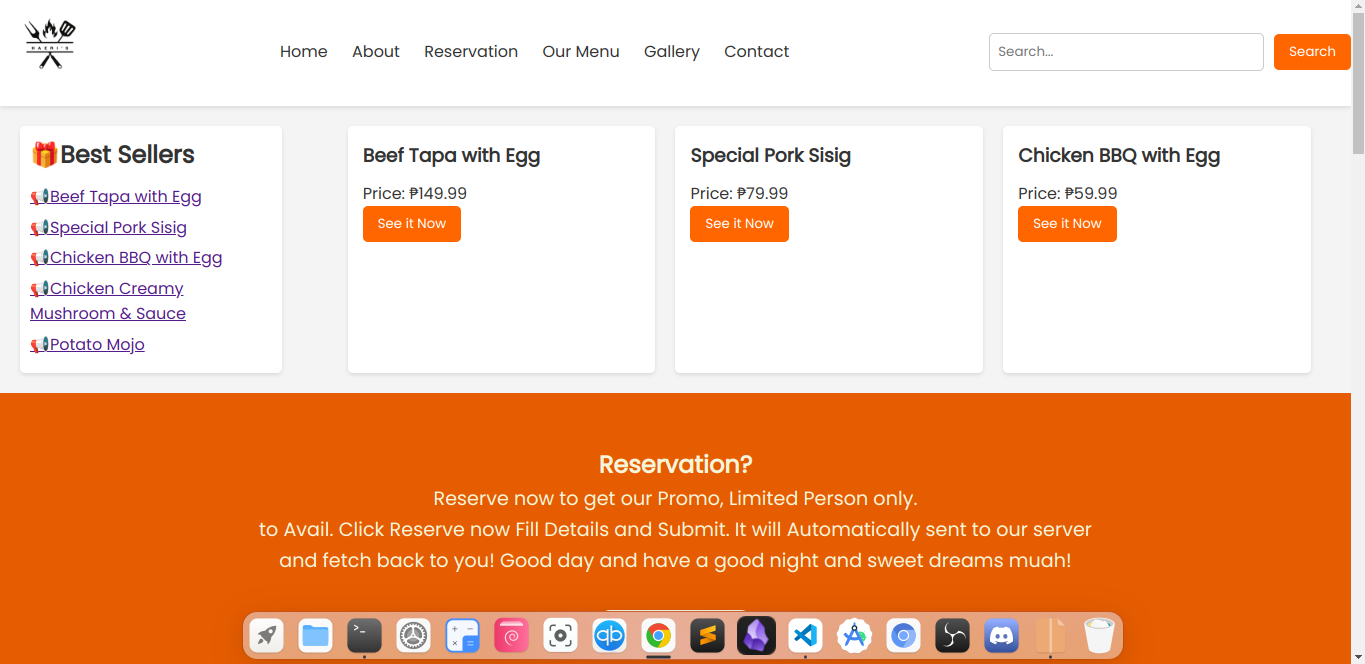 HAERI'S
Home About Reservation Our Menu Gallery Contact
Search...
Search
🎁Best Sellers
📢Beef Tapa with Egg
📢Special Pork Sisig
📢Chicken BBQ with Egg
📢Chicken Creamy
Mushroom & Sauce
📢Potato Mojo
Beef Tapa with Egg
Price: ₱149.99
See it Now
Special Pork Sisig
Price: ₱79.99
See it Now
Chicken BBQ with Egg
Price: ₱59.99
See it Now
Reservation?
Reserve now to get our Promo, Limited Person only.
to Avail. Click Reserve now Fill Details and Submit. It will Automatically sent to our server
and fetch back to you! Good day and have a good night and sweet dreams muah!